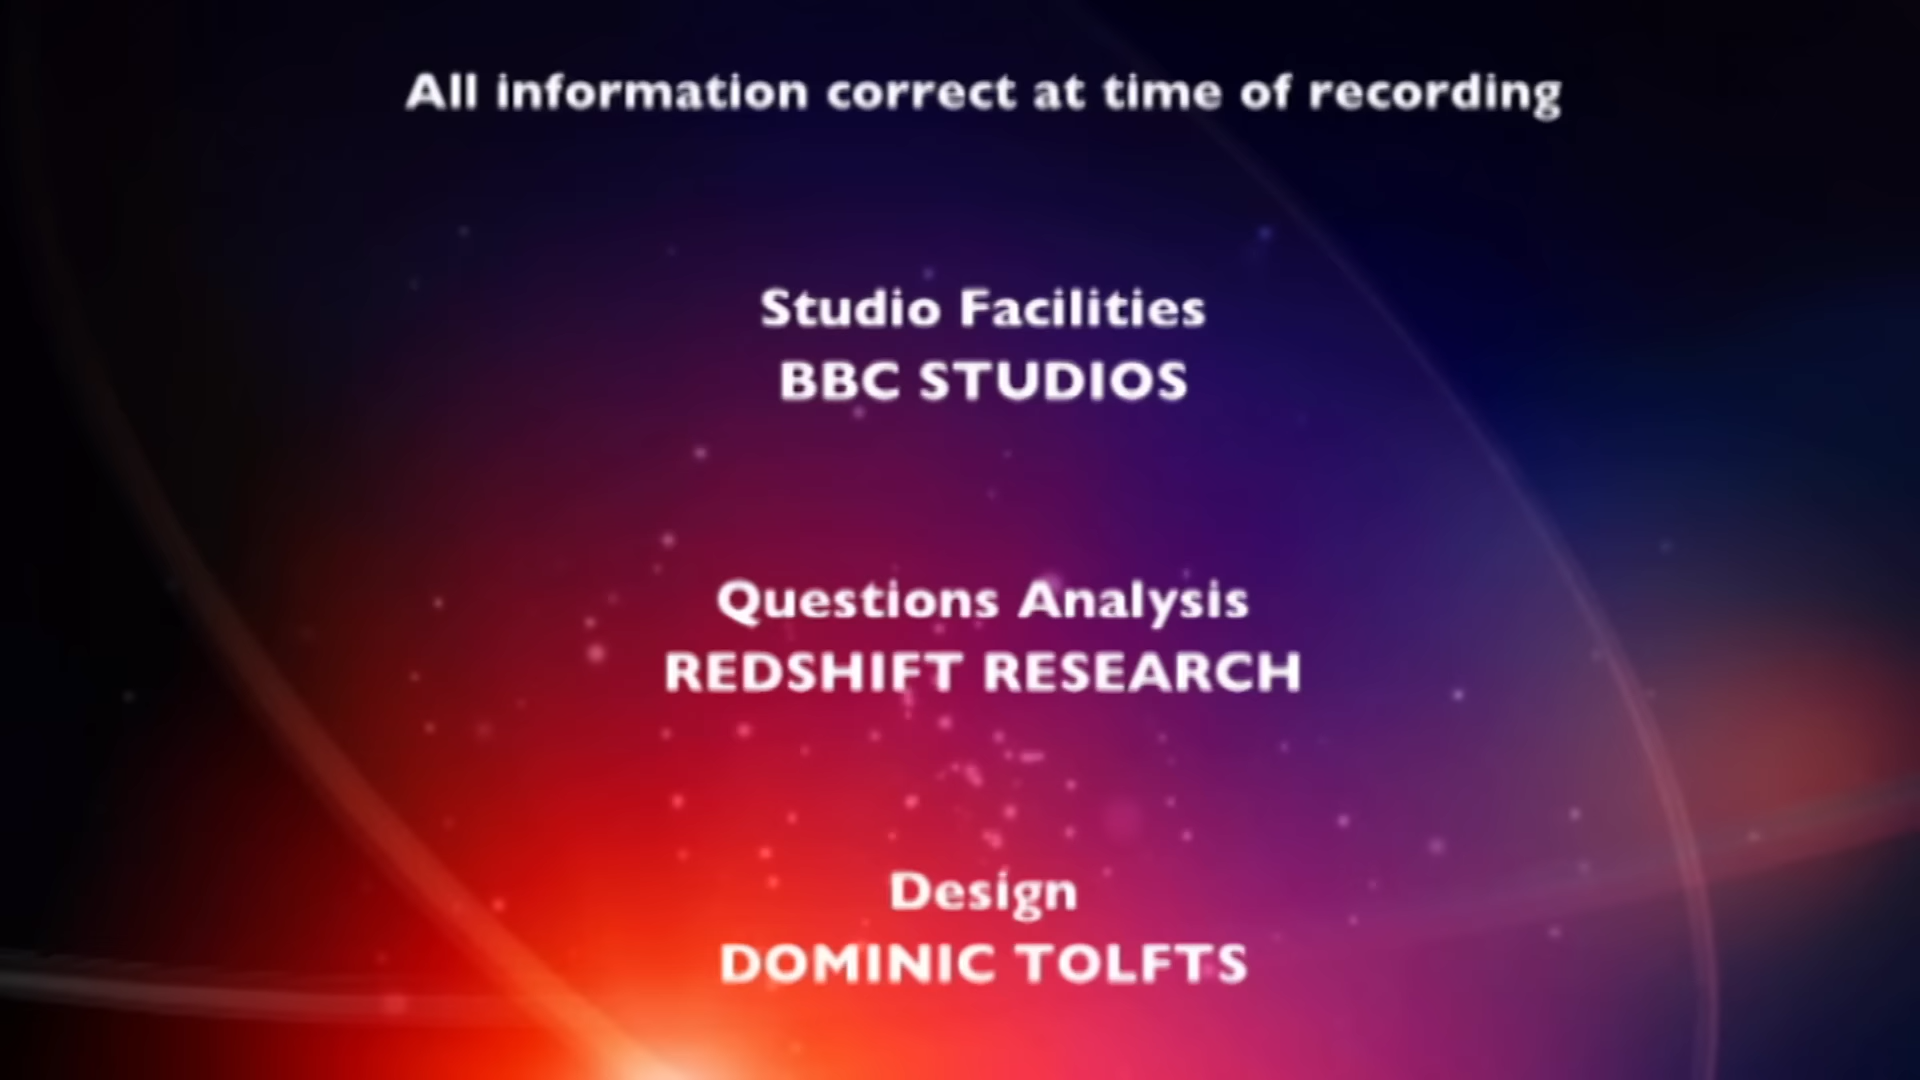 All information correct at time of recording
Studio Facilities
BBC STUDIOS
Questions Analysis
REDSHIFT RESEARCH
Design
DOMINIC TOLFTS